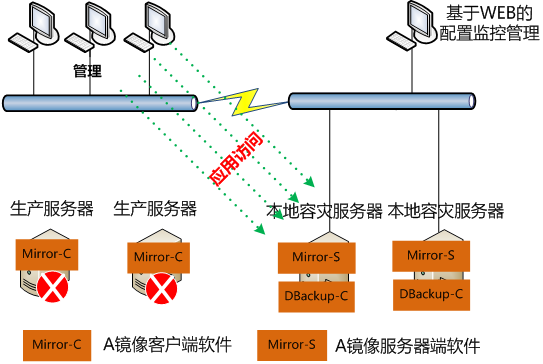 基于WEB的
配置监控管理
管理
应用访问
生产服务器
生产服务器
本地容灾服务器
本地容灾服务器
Mirror-C
Mirror-C
Mirror-S
Mirror-S
DBackup-C
DBackup-C
Mirror-C
A镜像客户端软件
Mirror-S
A镜像服务器端软件